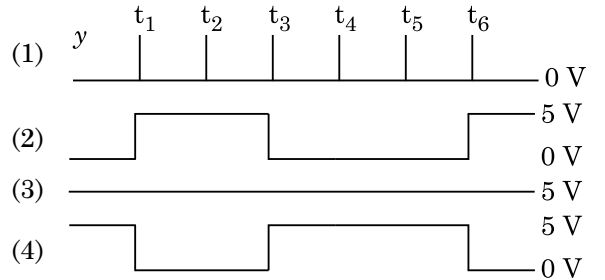 y t₁ t₂ t₃ t₄ t₅ t₆
(1) 0 V
(2) 5 V
0 V
(3) 5 V
(4) 5 V
0 V